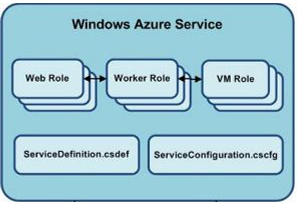 Windows Azure Service
Web Role
Worker Role
VM Role
ServiceDefinition.csdef
ServiceConfiguration.cscfg